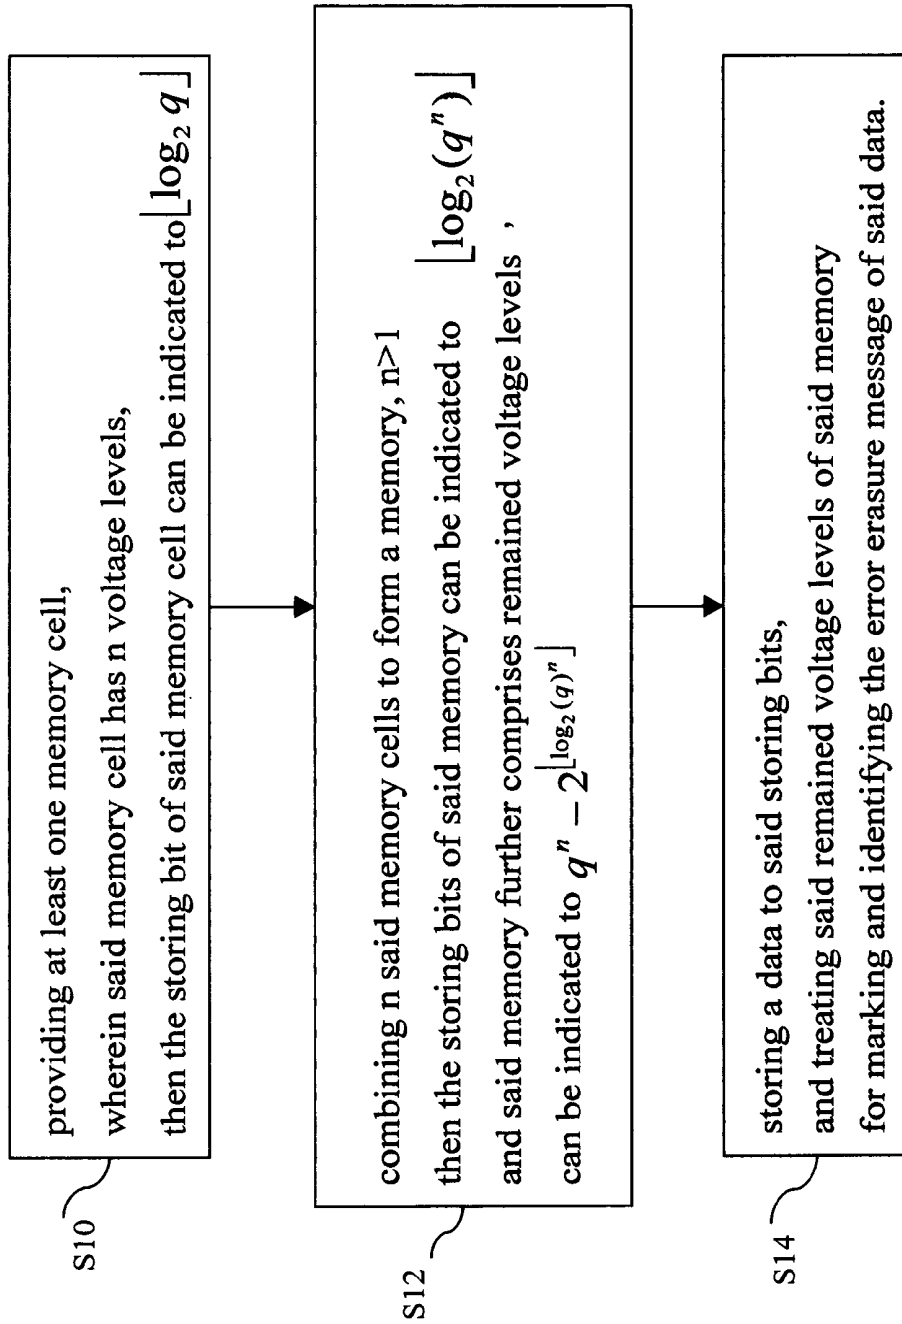 S10
providing at least one memory cell,
wherein said memory cell has n voltage levels,
then the storing bit of said memory cell can be indicated to ⌊log₂ q⌋
S12
combining n said memory cells to form a memory, n>1
then the storing bits of said memory can be indicated to ⌊log₂(qⁿ)⌋
and said memory further comprises remained voltage levels ,
can be indicated to qⁿ − 2^⌊log₂(q)ⁿ⌋
S14
storing a data to said storing bits,
and treating said remained voltage levels of said memory
for marking and identifying the error erasure message of said data.